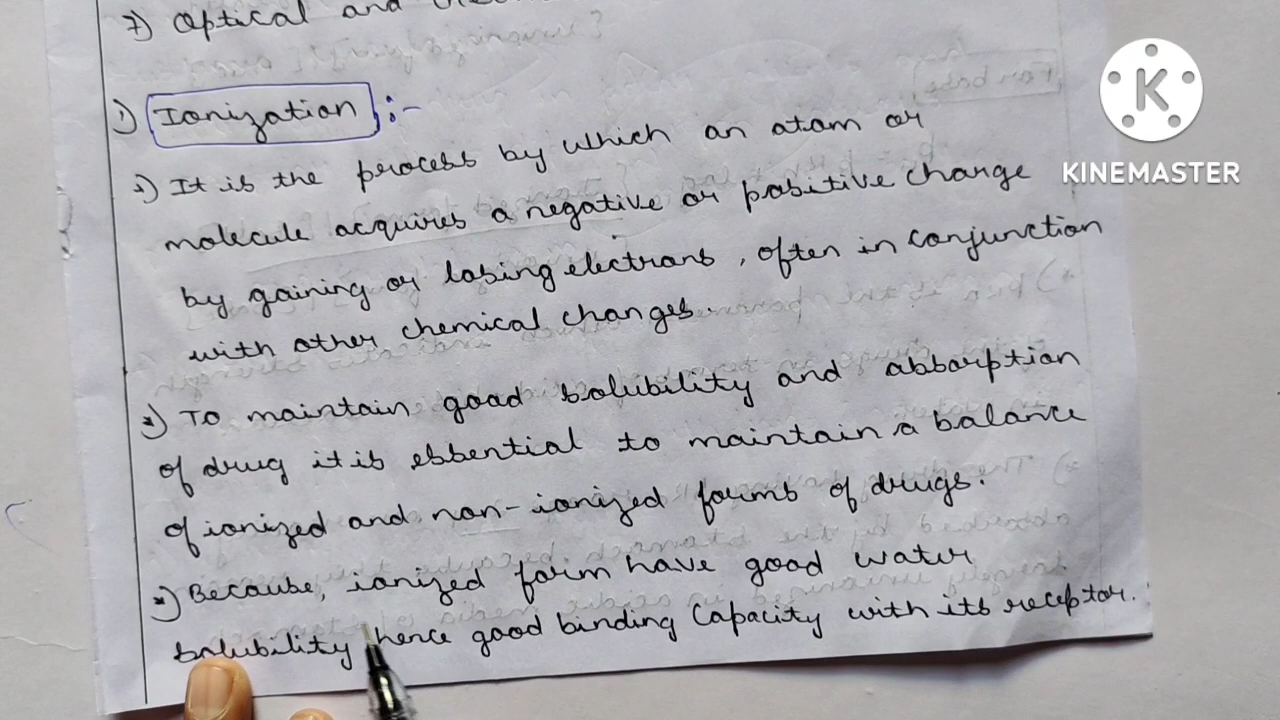 7) Optical and
K
KINEMASTER
1) Ionization :-
*) It is the process by which an atom or
molecule acquires a negative or positive charge
by gaining or losing electrons, often in conjunction
with other chemical changes.
*) To maintain good solubility and absorption
of drug it is essential to maintain a balance
of ionized and non-ionized forms of drugs.
*) Because, ionized form have good water
solubility hence good binding capacity with its receptor.